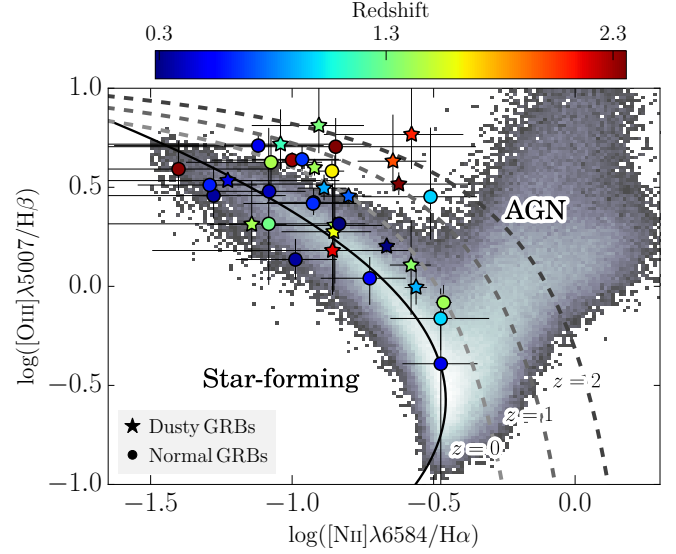 Redshift
0.3 1.3 2.3
1.0
0.5
0.0
−0.5
−1.0
log([OIII]λ5007/Hβ)
AGN
Star-forming
z = 2
z = 1
z = 0
Dusty GRBs
Normal GRBs
−1.5 −1.0 −0.5 0.0
log([NII]λ6584/Hα)